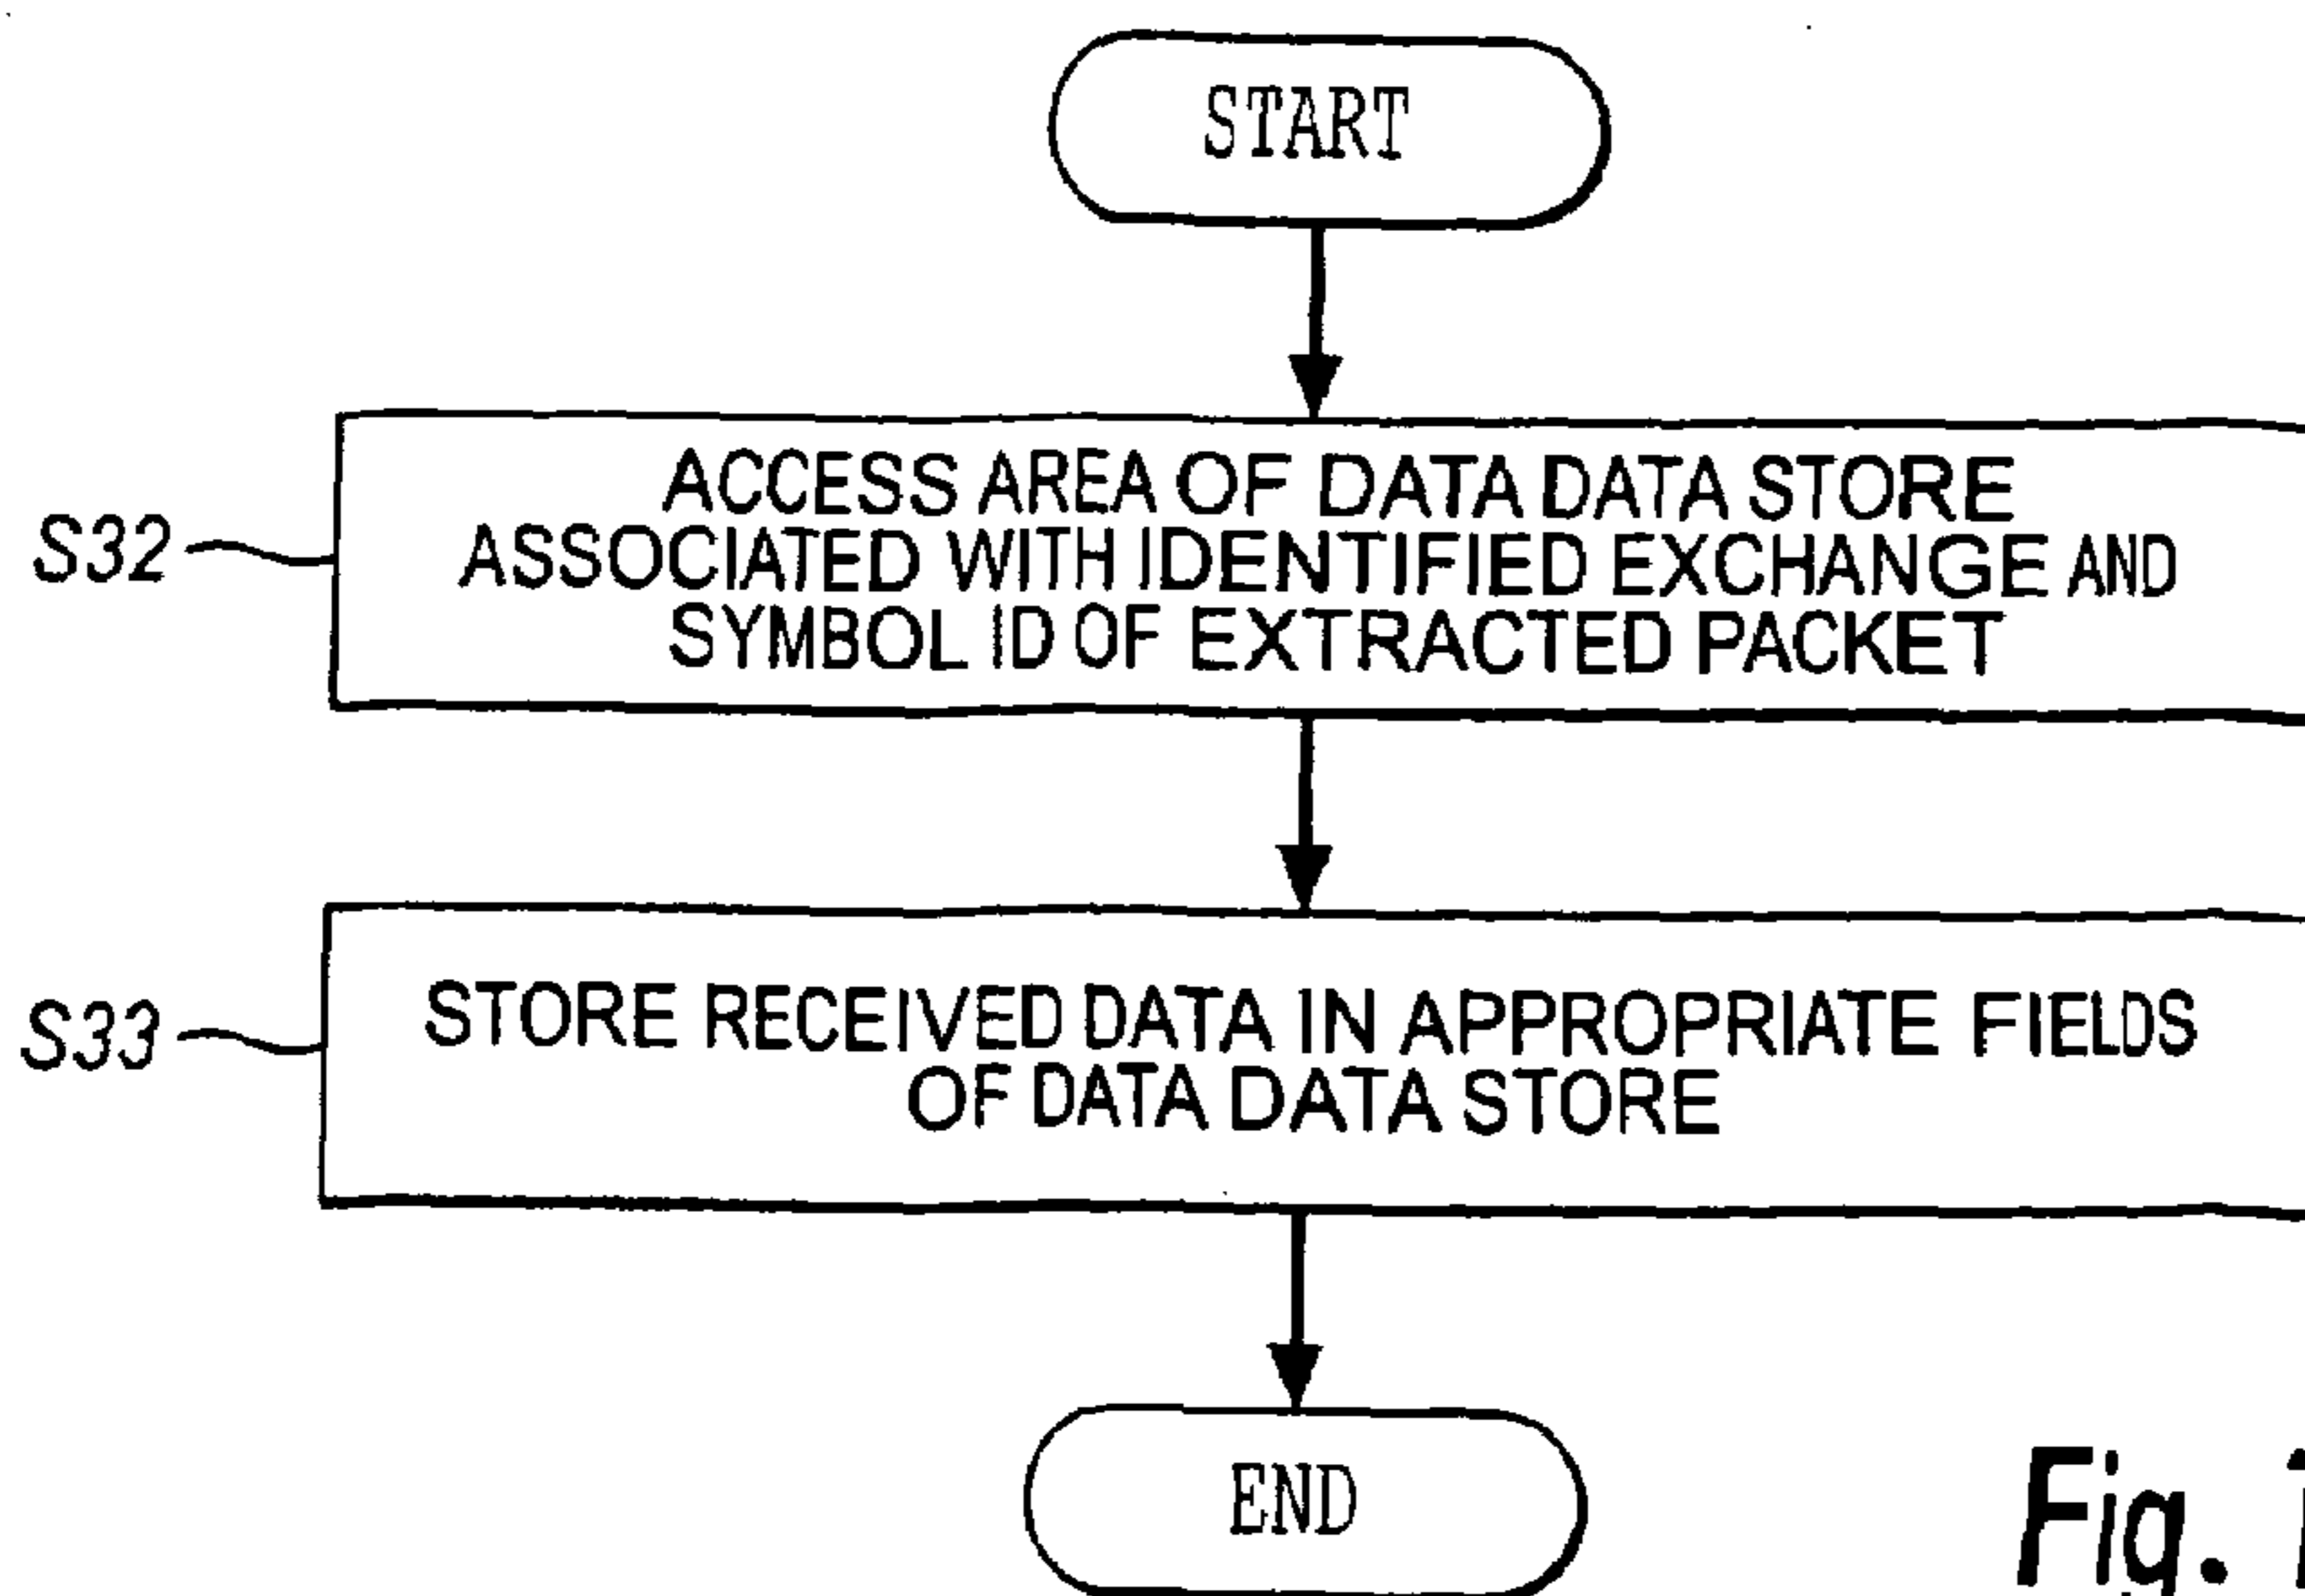 START
S32
ACCESS AREA OF DATA DATA STORE
ASSOCIATED WITH IDENTIFIED EXCHANGE AND
SYMBOL ID OF EXTRACTED PACKET
S33
STORE RECEIVED DATA IN APPROPRIATE FIELDS
OF DATA DATA STORE
END
Fig.